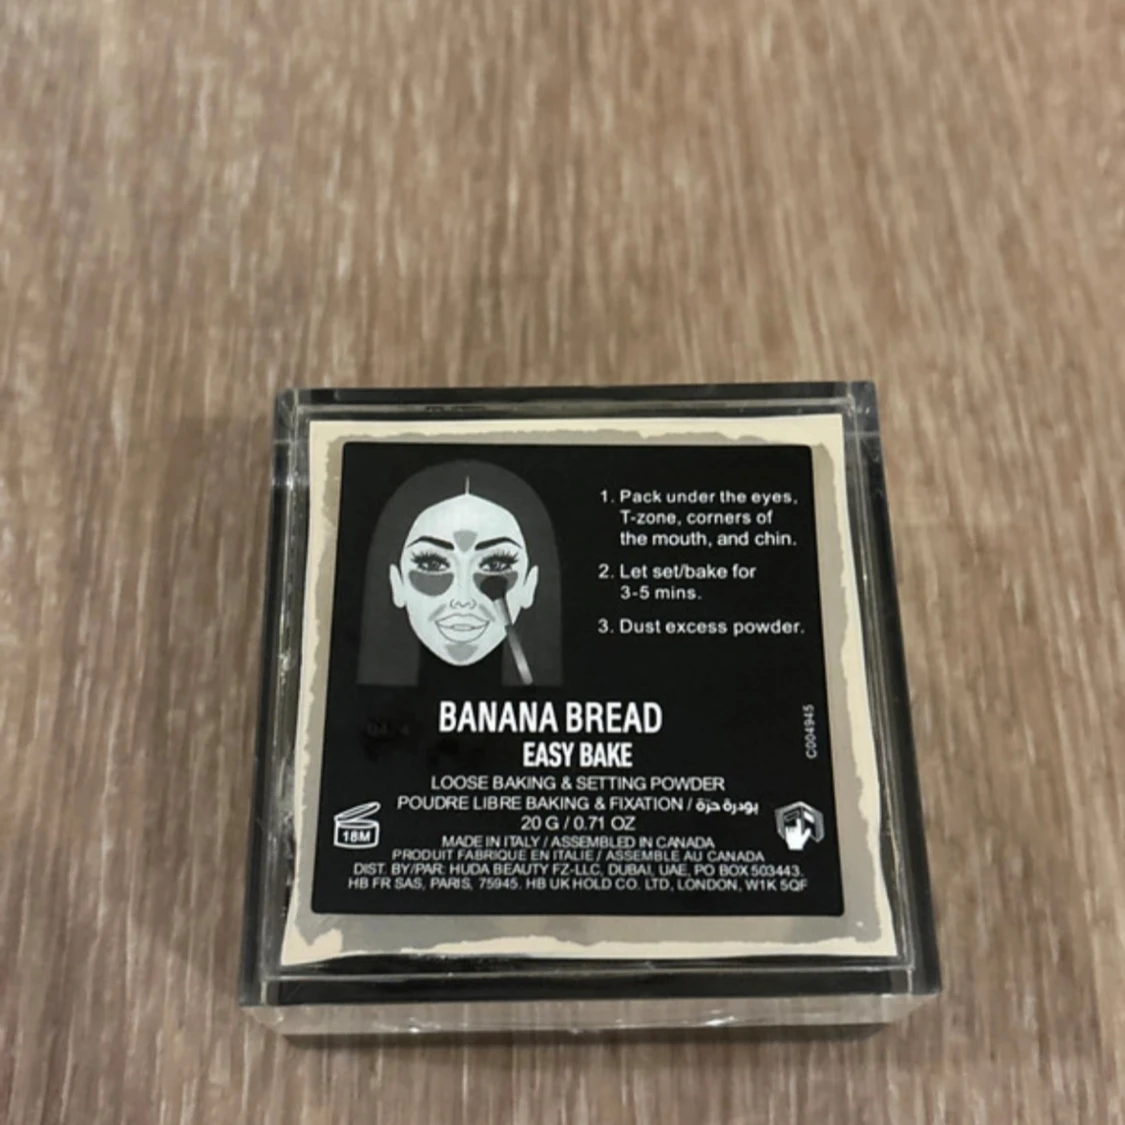 1. Pack under the eyes,
T-zone, corners of
the mouth, and chin.
2. Let set/bake for
3-5 mins.
3. Dust excess powder.
BANANA BREAD
EASY BAKE
LOOSE BAKING & SETTING POWDER
POUDRE LIBRE BAKING & FIXATION / بودرة حرة
20 G / 0.71 OZ
MADE IN ITALY / ASSEMBLED IN CANADA
PRODUIT FABRIQUE EN ITALIE / ASSEMBLE AU CANADA
DIST. BY/PAR: HUDA BEAUTY FZ-LLC, DUBAI, UAE, PO BOX 503443.
HB FR SAS, PARIS, 75945. HB UK HOLD CO. LTD, LONDON, W1K 5QF
18M
C004945